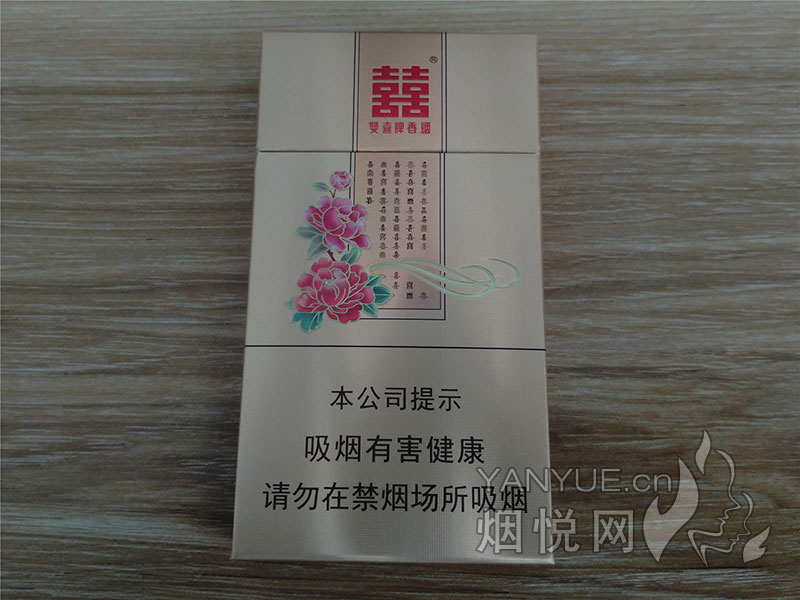 囍®
雙喜牌香烟
本公司提示
吸烟有害健康
请勿在禁烟场所吸烟
YANYUE.cn
烟悦网